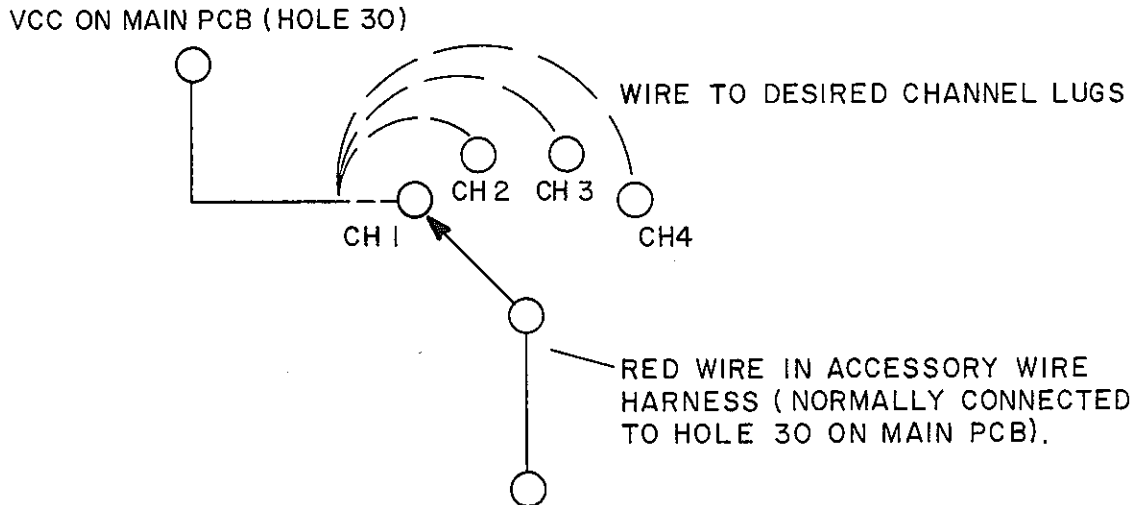 VCC ON MAIN PCB (HOLE 30)
WIRE TO DESIRED CHANNEL LUGS
CH 2
CH 3
CH 1
CH4
RED WIRE IN ACCESSORY WIRE
HARNESS (NORMALLY CONNECTED
TO HOLE 30 ON MAIN PCB).